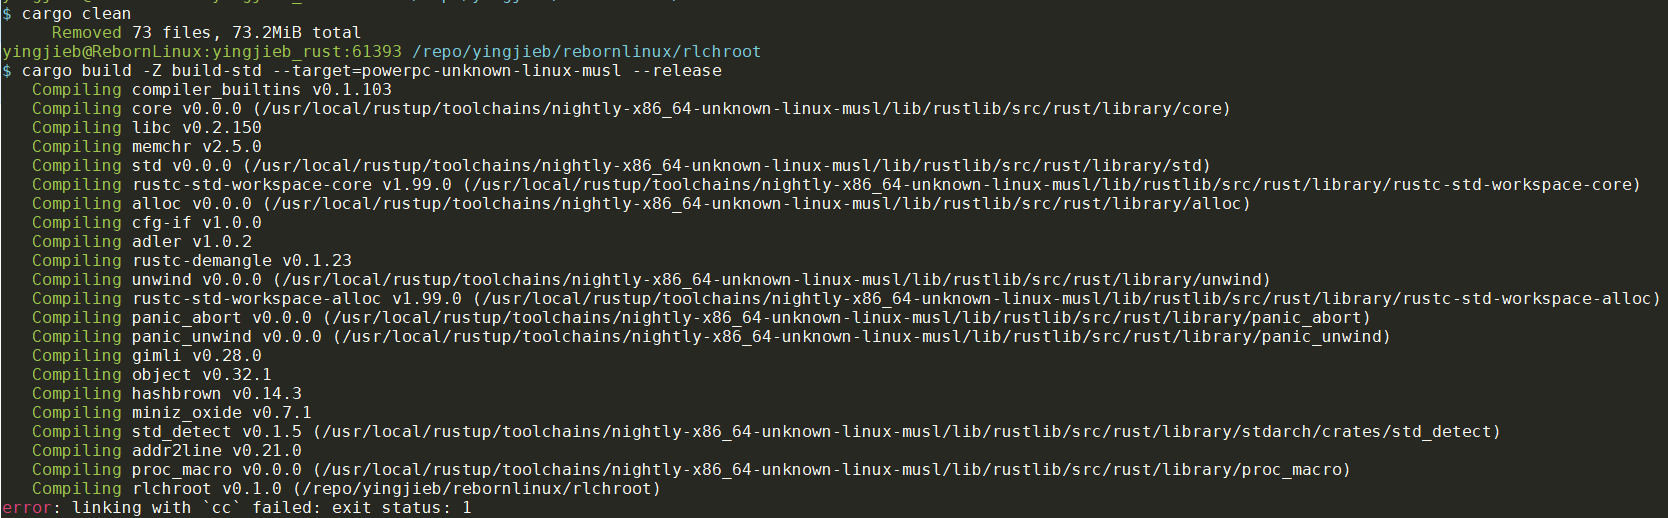 $ cargo clean
     Removed 73 files, 73.2MiB total
yingjieb@RebornLinux:yingjieb_rust:61393 /repo/yingjieb/rebornlinux/rlchroot
$ cargo build -Z build-std --target=powerpc-unknown-linux-musl --release
   Compiling compiler_builtins v0.1.103
   Compiling core v0.0.0 (/usr/local/rustup/toolchains/nightly-x86_64-unknown-linux-musl/lib/rustlib/src/rust/library/core)
   Compiling libc v0.2.150
   Compiling memchr v2.5.0
   Compiling std v0.0.0 (/usr/local/rustup/toolchains/nightly-x86_64-unknown-linux-musl/lib/rustlib/src/rust/library/std)
   Compiling rustc-std-workspace-core v1.99.0 (/usr/local/rustup/toolchains/nightly-x86_64-unknown-linux-musl/lib/rustlib/src/rust/library/rustc-std-workspace-core)
   Compiling alloc v0.0.0 (/usr/local/rustup/toolchains/nightly-x86_64-unknown-linux-musl/lib/rustlib/src/rust/library/alloc)
   Compiling cfg-if v1.0.0
   Compiling adler v1.0.2
   Compiling rustc-demangle v0.1.23
   Compiling unwind v0.0.0 (/usr/local/rustup/toolchains/nightly-x86_64-unknown-linux-musl/lib/rustlib/src/rust/library/unwind)
   Compiling rustc-std-workspace-alloc v1.99.0 (/usr/local/rustup/toolchains/nightly-x86_64-unknown-linux-musl/lib/rustlib/src/rust/library/rustc-std-workspace-alloc)
   Compiling panic_abort v0.0.0 (/usr/local/rustup/toolchains/nightly-x86_64-unknown-linux-musl/lib/rustlib/src/rust/library/panic_abort)
   Compiling panic_unwind v0.0.0 (/usr/local/rustup/toolchains/nightly-x86_64-unknown-linux-musl/lib/rustlib/src/rust/library/panic_unwind)
   Compiling gimli v0.28.0
   Compiling object v0.32.1
   Compiling hashbrown v0.14.3
   Compiling miniz_oxide v0.7.1
   Compiling std_detect v0.1.5 (/usr/local/rustup/toolchains/nightly-x86_64-unknown-linux-musl/lib/rustlib/src/rust/library/stdarch/crates/std_detect)
   Compiling addr2line v0.21.0
   Compiling proc_macro v0.0.0 (/usr/local/rustup/toolchains/nightly-x86_64-unknown-linux-musl/lib/rustlib/src/rust/library/proc_macro)
   Compiling rlchroot v0.1.0 (/repo/yingjieb/rebornlinux/rlchroot)
error: linking with `cc` failed: exit status: 1